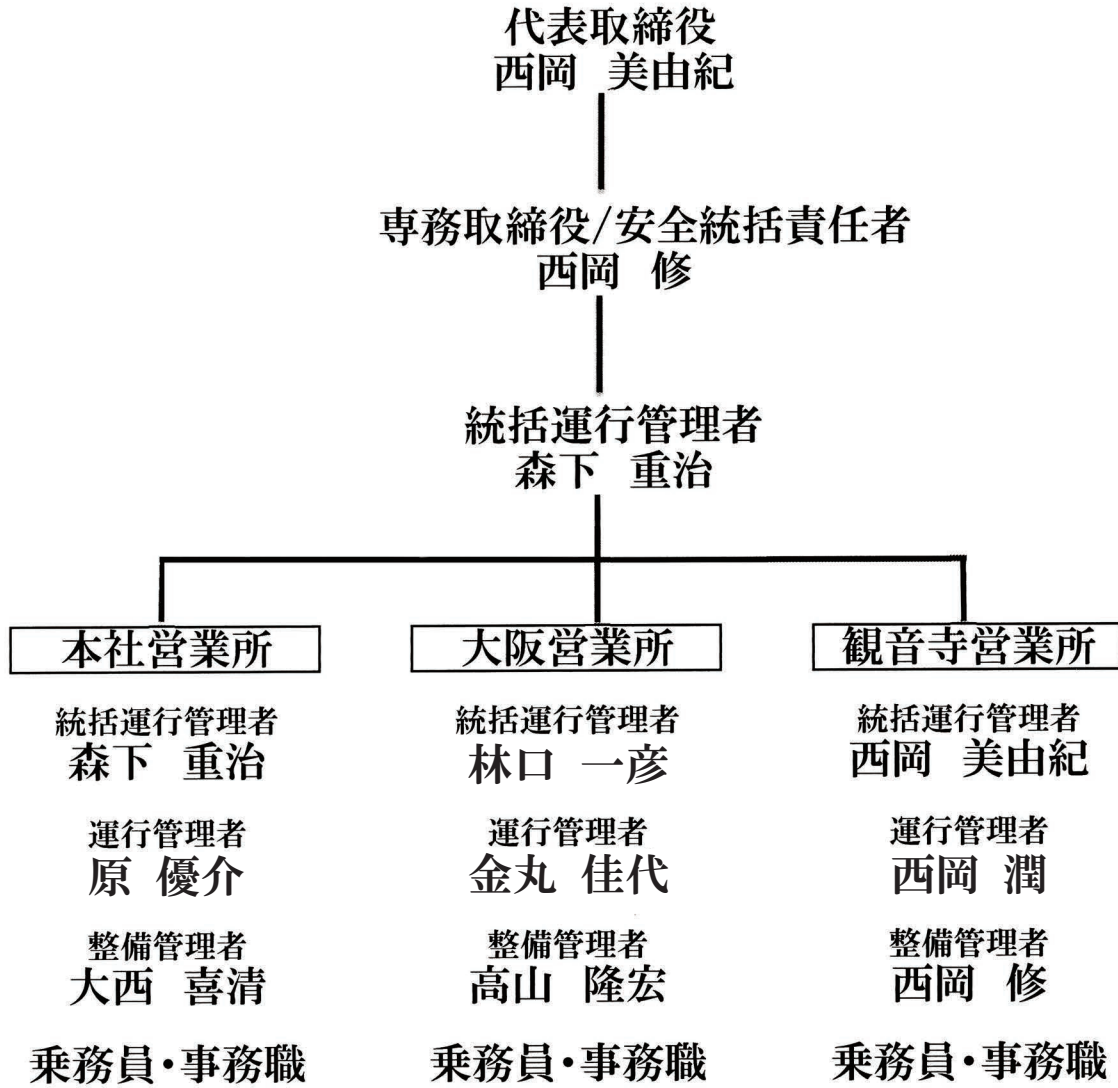 代表取締役
西岡 美由紀
専務取締役/安全統括責任者
西岡 修
統括運行管理者
森下 重治
本社営業所
統括運行管理者
森下 重治
運行管理者
原 優介
整備管理者
大西 喜清
乗務員・事務職
大阪営業所
統括運行管理者
林口 一彦
運行管理者
金丸 佳代
整備管理者
高山 隆宏
乗務員・事務職
観音寺営業所
統括運行管理者
西岡 美由紀
運行管理者
西岡 潤
整備管理者
西岡 修
乗務員・事務職